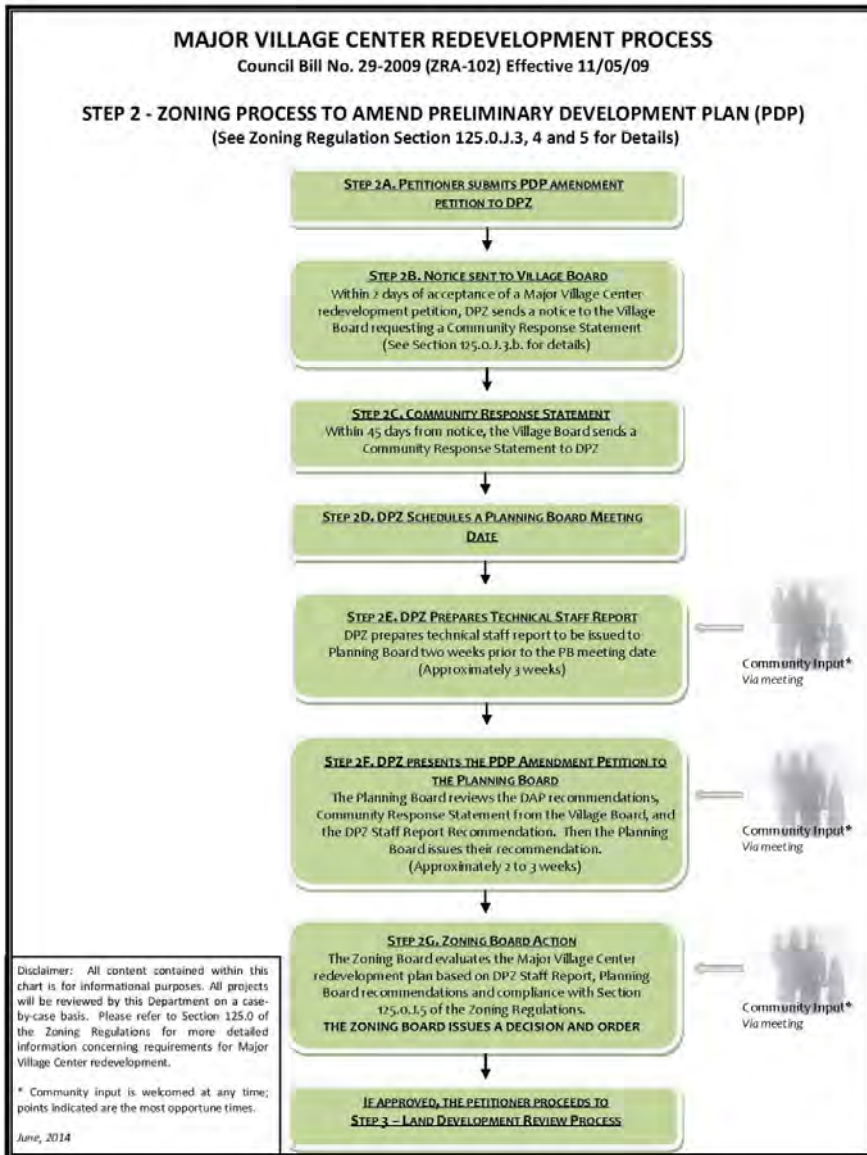 MAJOR VILLAGE CENTER REDEVELOPMENT PROCESS
Council Bill No. 29-2009 (ZRA-102) Effective 11/05/09
STEP 2 - ZONING PROCESS TO AMEND PRELIMINARY DEVELOPMENT PLAN (PDP)
(See Zoning Regulation Section 125.0.J.3, 4 and 5 for Details)
STEP 2A. PETITIONER SUBMITS PDP AMENDMENT
PETITION TO DPZ
STEP 2B. NOTICE SENT TO VILLAGE BOARD
Within 2 days of acceptance of a Major Village Center
redevelopment petition, DPZ sends a notice to the Village
Board requesting a Community Response Statement
(See Section 125.0.J.3.b. for details)
STEP 2C. COMMUNITY RESPONSE STATEMENT
Within 45 days from notice, the Village Board sends a
Community Response Statement to DPZ
STEP 2D. DPZ SCHEDULES A PLANNING BOARD MEETING
DATE
STEP 2E. DPZ PREPARES TECHNICAL STAFF REPORT
DPZ prepares technical staff report to be issued to
Planning Board two weeks prior to the PB meeting date
(Approximately 3 weeks)
Community Input*
Via meeting
STEP 2F. DPZ PRESENTS THE PDP AMENDMENT PETITION TO
THE PLANNING BOARD
The Planning Board reviews the DAP recommendations,
Community Response Statement from the Village Board, and
the DPZ Staff Report Recommendation. Then the Planning
Board issues their recommendation.
(Approximately 2 to 3 weeks)
Community Input*
Via meeting
STEP 2G. ZONING BOARD ACTION
The Zoning Board evaluates the Major Village Center
redevelopment plan based on DPZ Staff Report, Planning
Board recommendations and compliance with Section
125.0.J.5 of the Zoning Regulations.
THE ZONING BOARD ISSUES A DECISION AND ORDER
Community Input*
Via meeting
IF APPROVED, THE PETITIONER PROCEEDS TO
STEP 3 – LAND DEVELOPMENT REVIEW PROCESS
Disclaimer: All content contained within this
chart is for informational purposes. All projects
will be reviewed by this Department on a case-
by-case basis. Please refer to Section 125.0 of
the Zoning Regulations for more detailed
information concerning requirements for Major
Village Center redevelopment.
* Community input is welcomed at any time;
points indicated are the most opportune times.
June, 2014